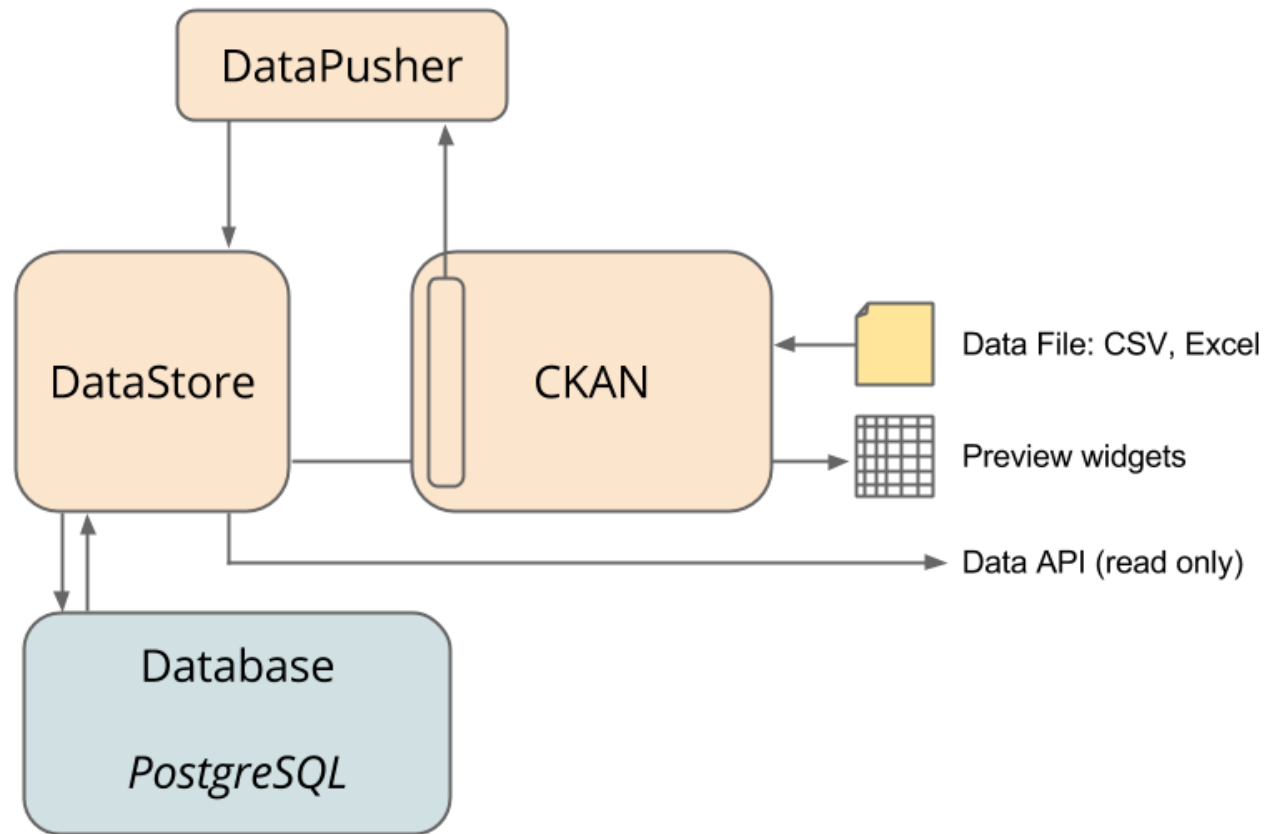 DataPusher
DataStore
CKAN
Data File: CSV, Excel
Preview widgets
Data API (read only)
Database
PostgreSQL